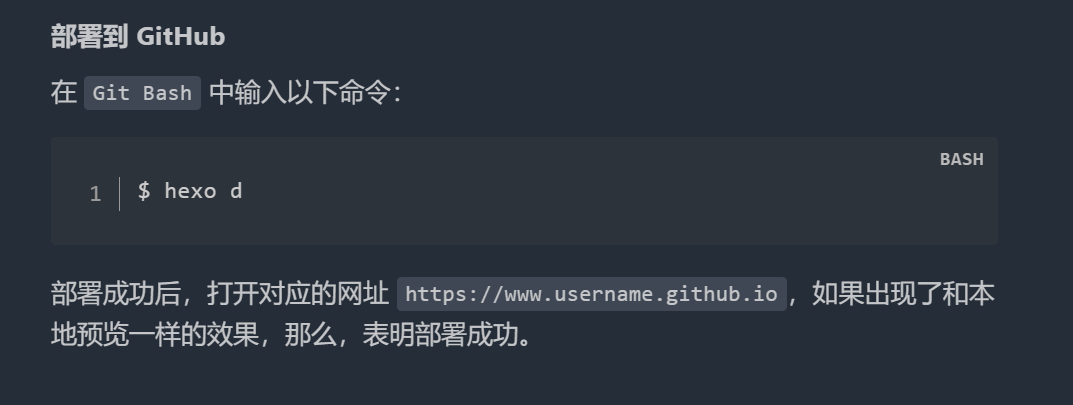 部署到 GitHub
在 Git Bash 中输入以下命令：
BASH
1 $ hexo d
部署成功后，打开对应的网址 https://www.username.github.io，如果出现了和本
地预览一样的效果，那么，表明部署成功。